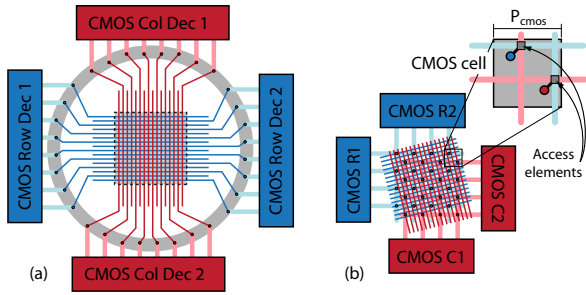 CMOS Col Dec 1
CMOS Row Dec 1
CMOS Row Dec 2
CMOS Col Dec 2
(a)
Pcmos
CMOS cell
CMOS R2
CMOS R1
CMOS C2
CMOS C1
Access
elements
(b)